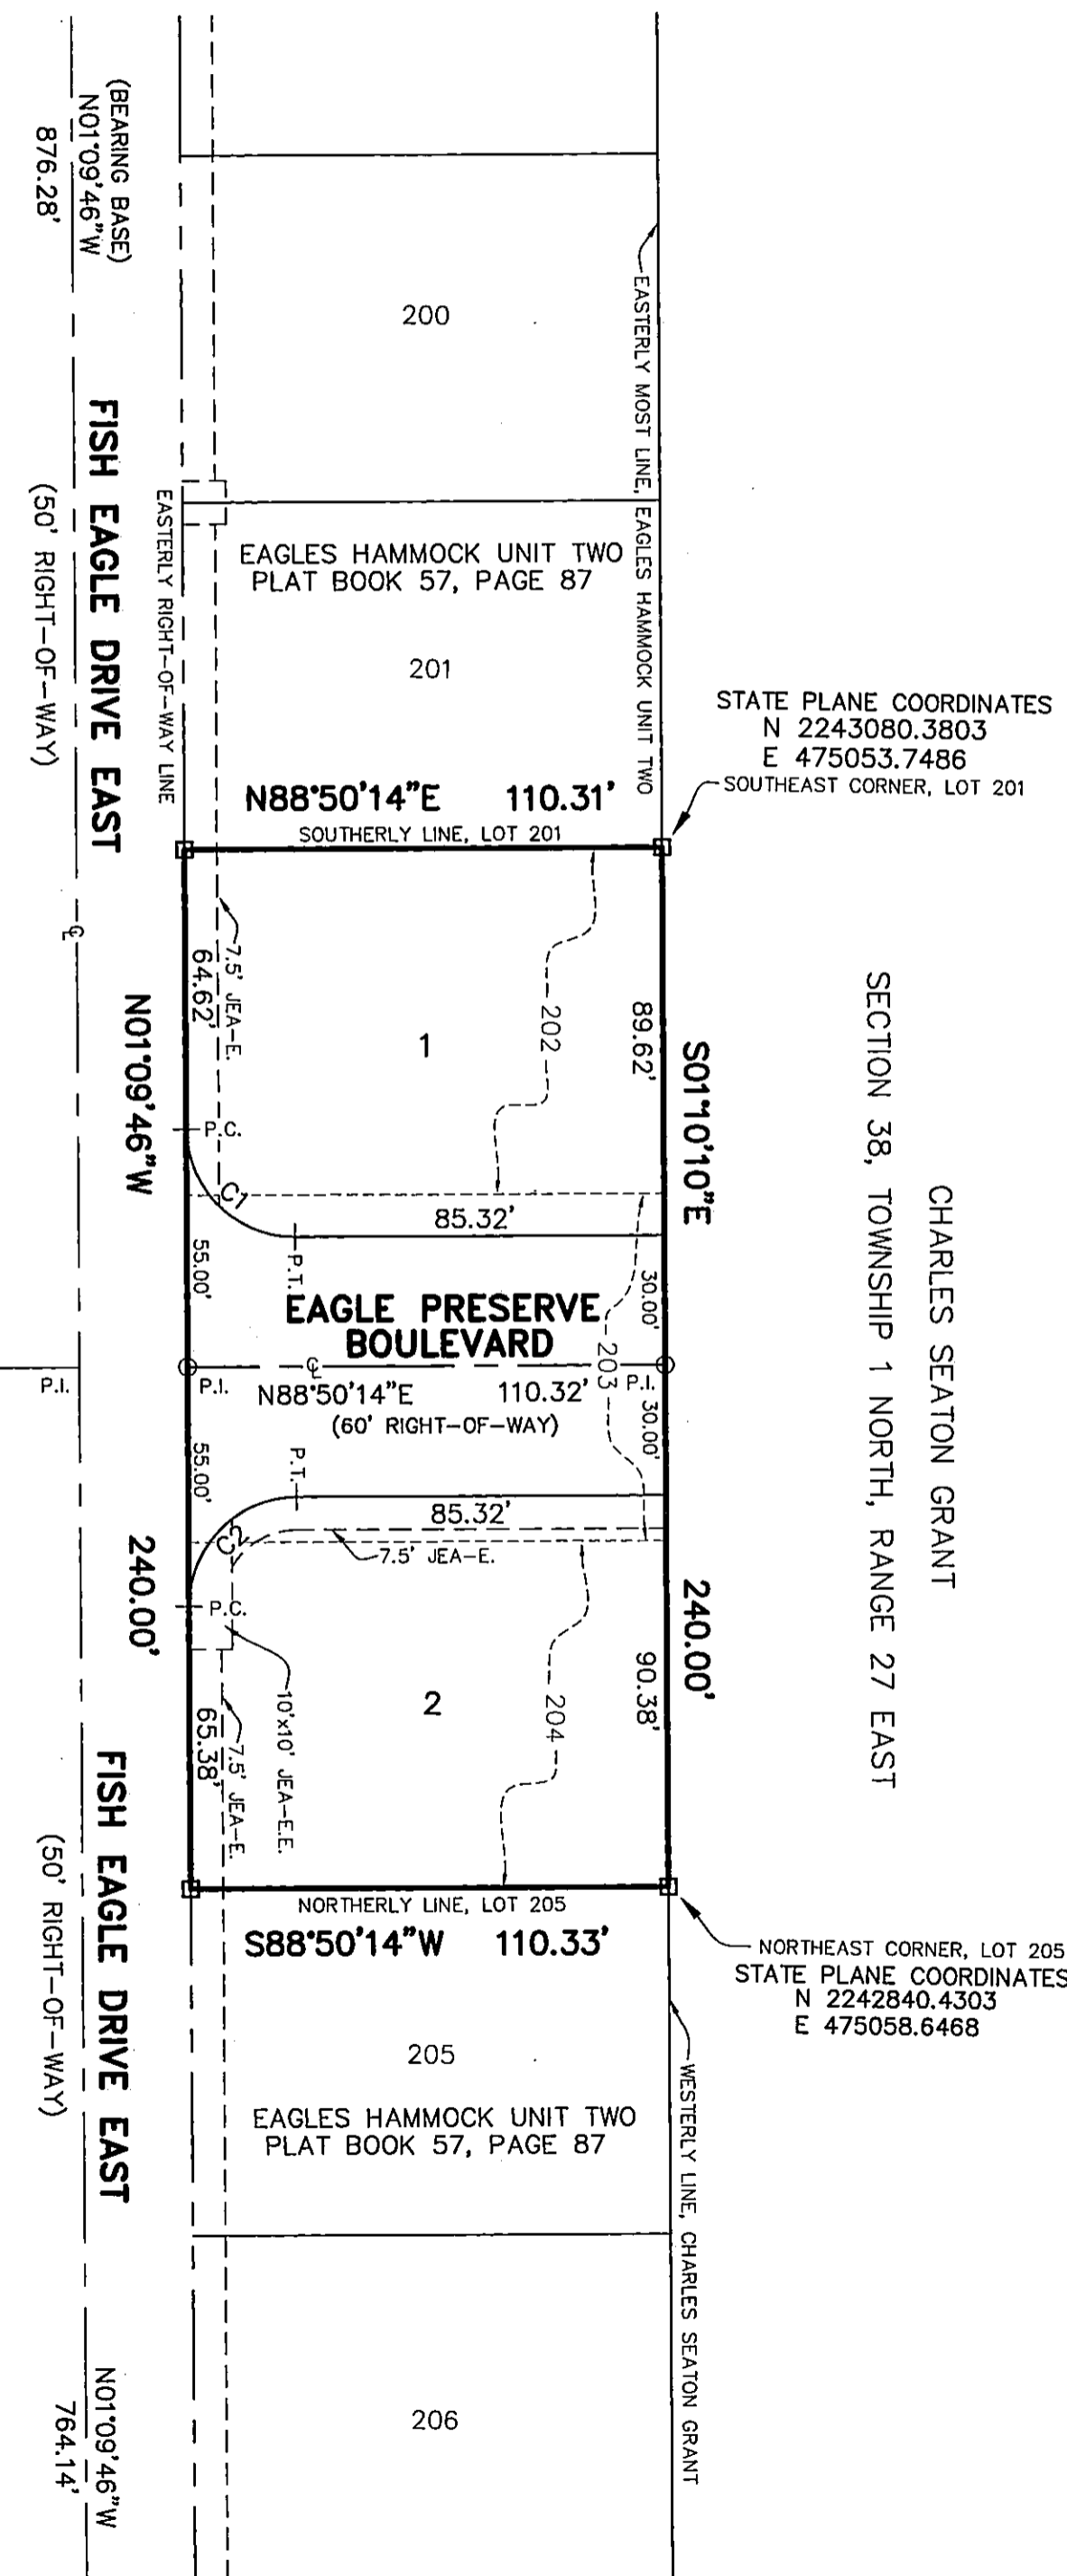 (BEARING BASE)
N01°09'46"W
876.28'
FISH EAGLE DRIVE EAST
(50' RIGHT-OF-WAY)
EASTERLY RIGHT-OF-WAY LINE
200
EASTERLY MOST LINE, EAGLES HAMMOCK UNIT TWO
EAGLES HAMMOCK UNIT TWO
PLAT BOOK 57, PAGE 87
201
STATE PLANE COORDINATES
N 2243080.3803
E 475053.7486
SOUTHEAST CORNER, LOT 201
N88°50'14"E 110.31'
SOUTHERLY LINE, LOT 201
CHARLES SEATON GRANT
SECTION 38, TOWNSHIP 1 NORTH, RANGE 27 EAST
7.5' JEA-E.
64.62'
1
202
89.62'
S01°10'10"E
240.00'
N01°09'46"W
240.00'
P.C.
C1
85.32'
P.T.
55.00'
30.00'
EAGLE PRESERVE
BOULEVARD
203
℄
℄
P.I.
P.I.
P.I.
N88°50'14"E 110.32'
(60' RIGHT-OF-WAY)
30.00'
55.00'
P.T.
85.32'
C2
7.5' JEA-E.
P.C.
10'x10' JEA-E.E.
7.5' JEA-E.
65.38'
2
204
90.38'
NORTHERLY LINE, LOT 205
S88°50'14"W 110.33'
NORTHEAST CORNER, LOT 205
STATE PLANE COORDINATES
N 2242840.4303
E 475058.6468
FISH EAGLE DRIVE EAST
(50' RIGHT-OF-WAY)
205
EAGLES HAMMOCK UNIT TWO
PLAT BOOK 57, PAGE 87
WESTERLY LINE, CHARLES SEATON GRANT
206
N01°09'46"W
764.14'